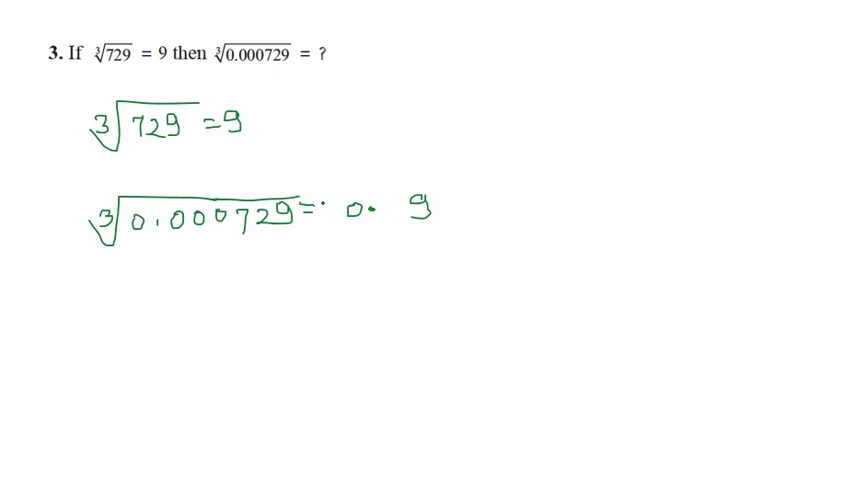 3. If ∛729 = 9 then ∛0.000729 = ?
∛729 = 9
∛0.000729 = 0. 9